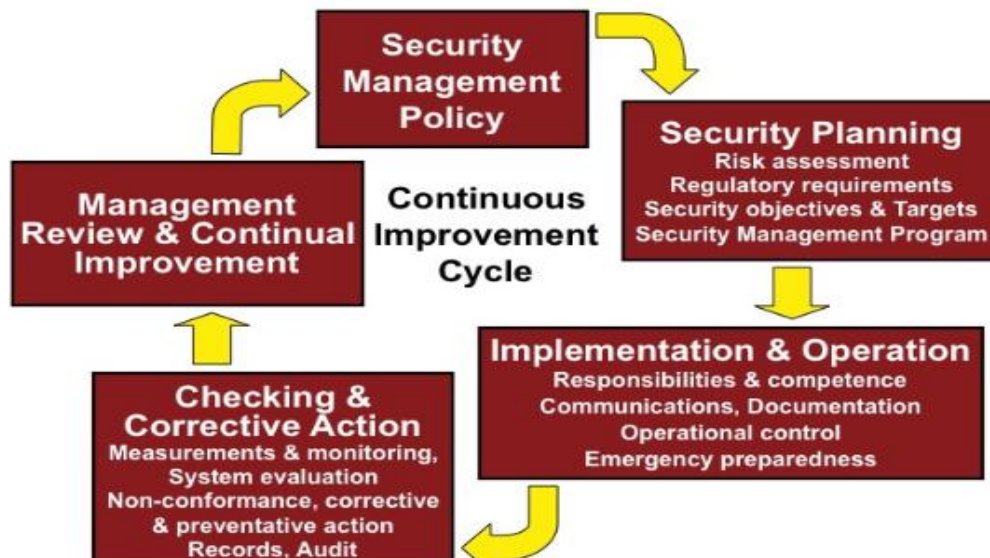 Security
Management
Policy
Security Planning
Risk assessment
Regulatory requirements
Security objectives & Targets
Security Management Program
Implementation & Operation
Responsibilities & competence
Communications, Documentation
Operational control
Emergency preparedness
Checking &
Corrective Action
Measurements & monitoring,
System evaluation
Non-conformance, corrective
& preventative action
Records, Audit
Management
Review & Continual
Improvement
Continuous
Improvement
Cycle